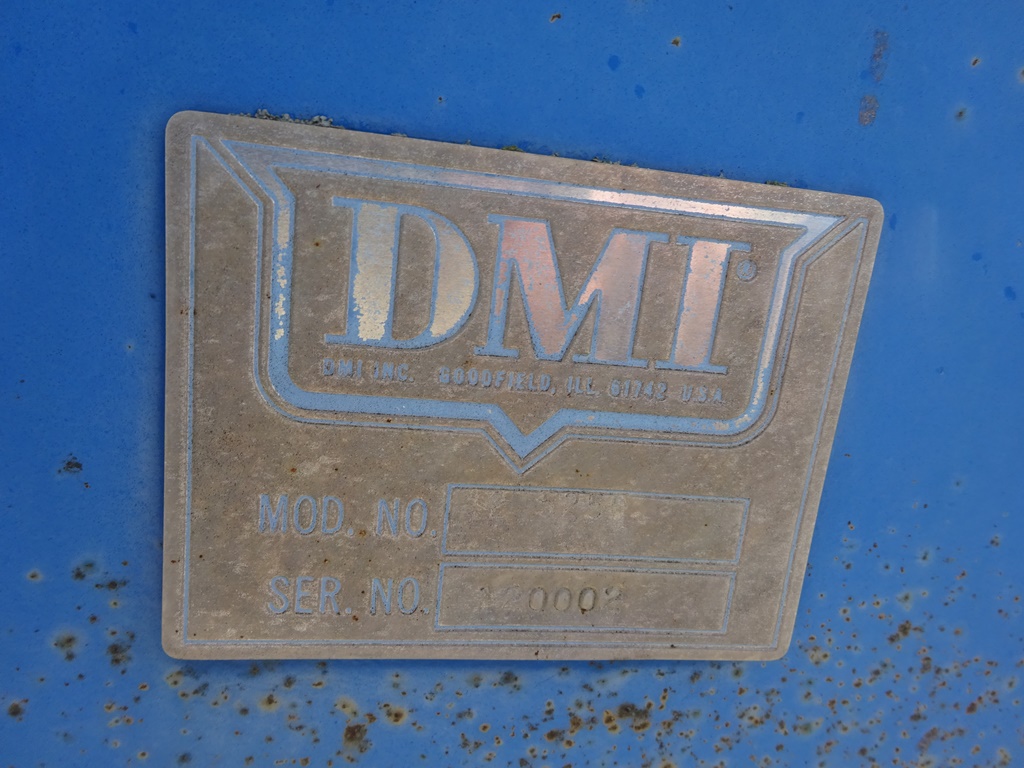 DMI®
DMI INC. GOODFIELD, ILL. 61742 U.S.A.
MOD. NO.
SER. NO.